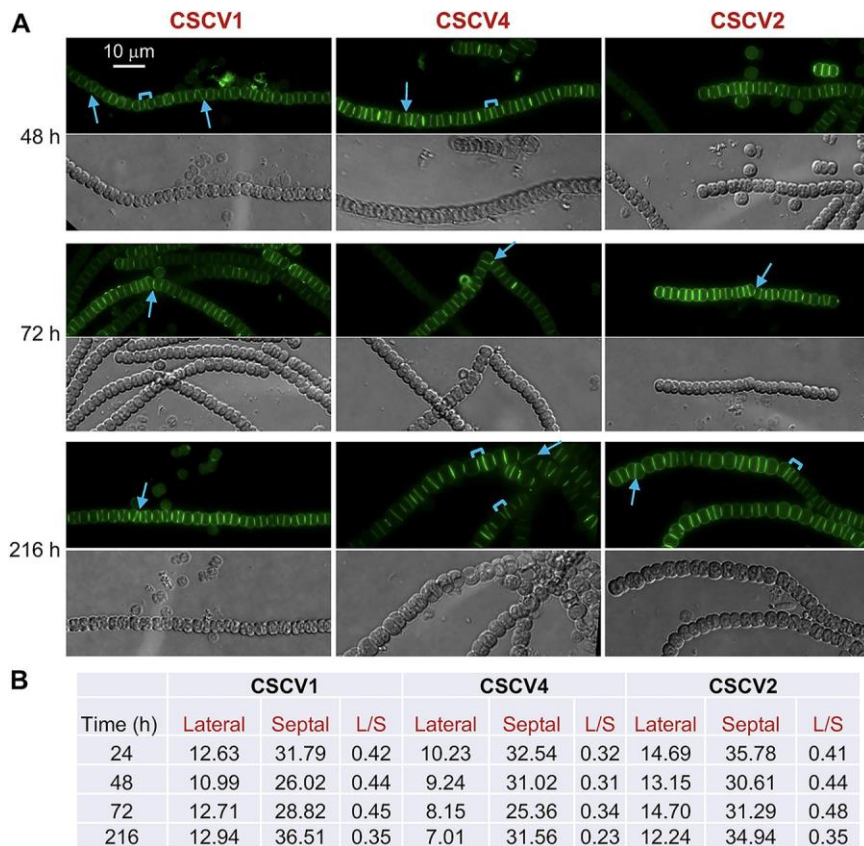 A
CSCV1 CSCV4 CSCV2
10 μm
48 h
72 h
216 h
B
CSCV1 CSCV4 CSCV2
Time (h) Lateral Septal L/S Lateral Septal L/S Lateral Septal L/S
24 12.63 31.79 0.42 10.23 32.54 0.32 14.69 35.78 0.41
48 10.99 26.02 0.44 9.24 31.02 0.31 13.15 30.61 0.44
72 12.71 28.82 0.45 8.15 25.36 0.34 14.70 31.29 0.48
216 12.94 36.51 0.35 7.01 31.56 0.23 12.24 34.94 0.35